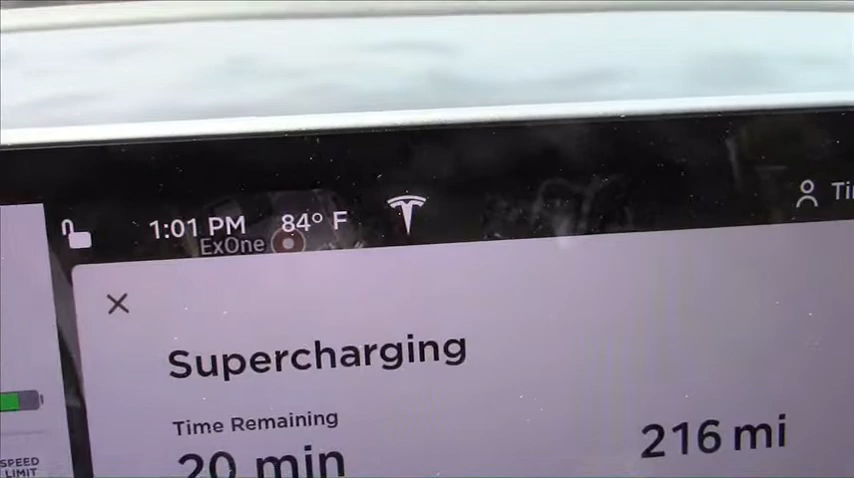 1:01 PM 84° F
ExOne
Supercharging
Time Remaining
20 min
216 mi
SPEED
LIMIT